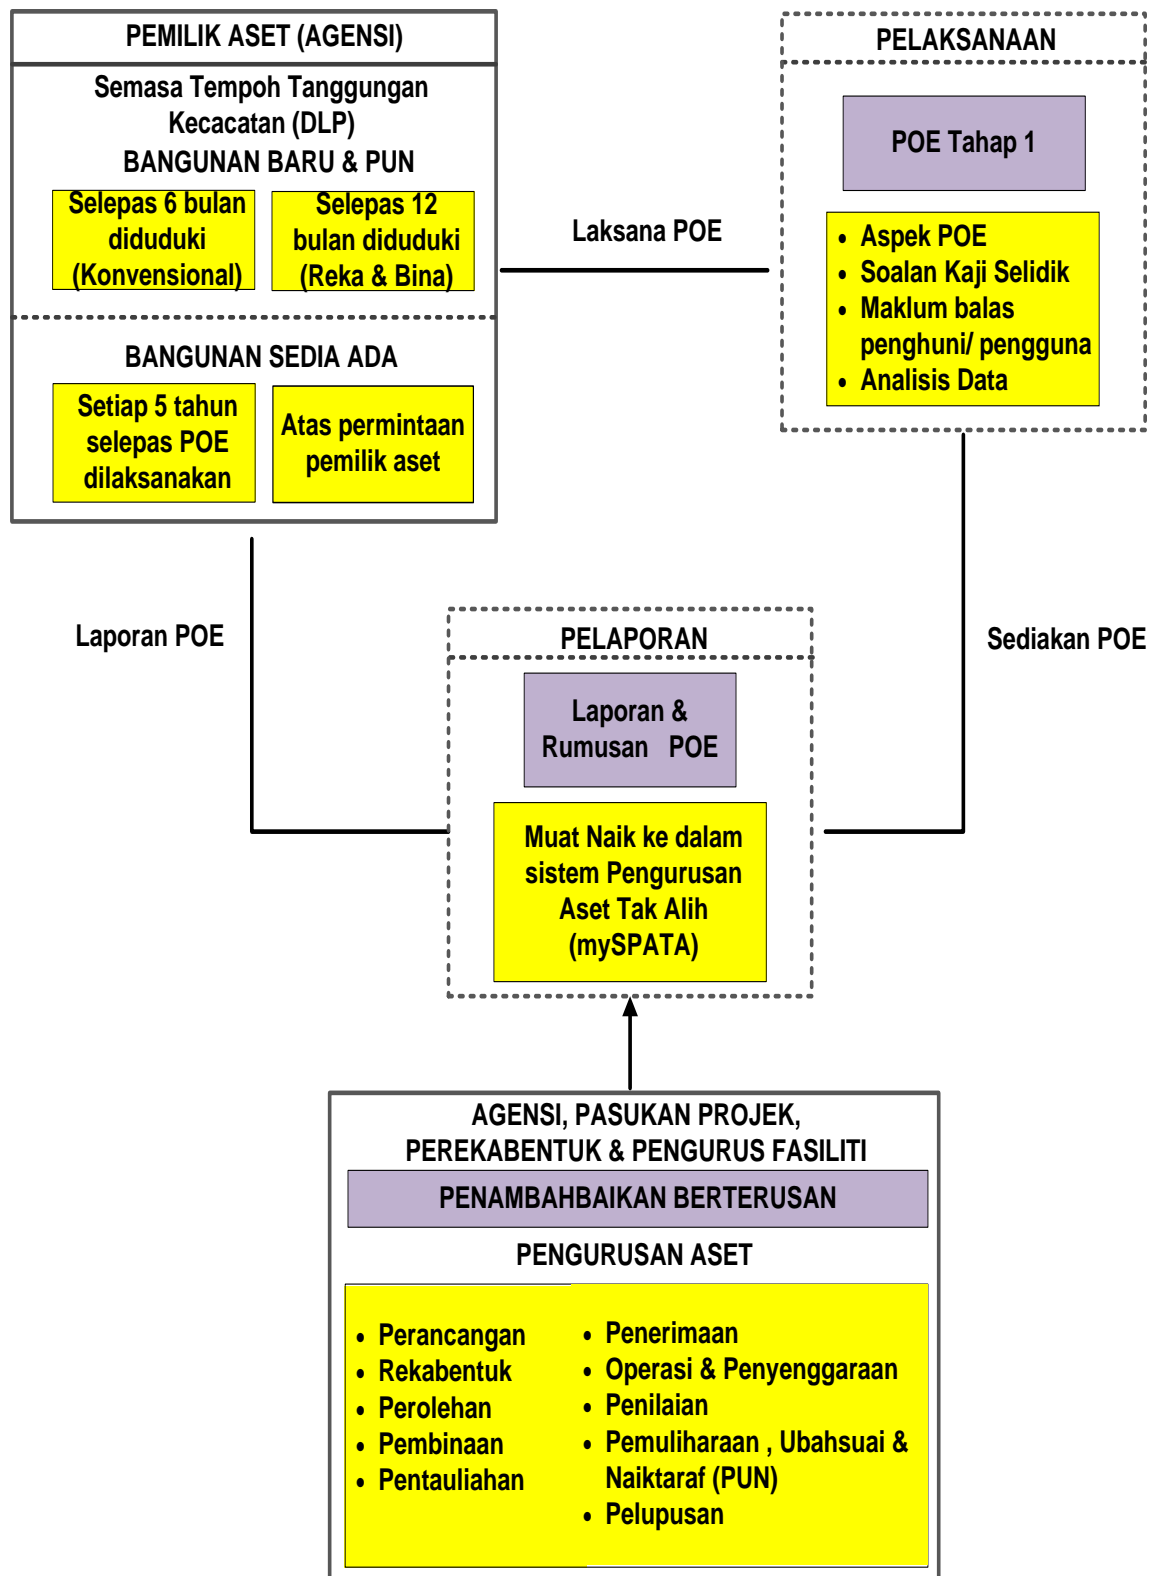 PEMILIK ASET (AGENSI)
Semasa Tempoh Tanggungan
Kecacatan (DLP)
BANGUNAN BARU & PUN
Selepas 6 bulan
diduduki
(Konvensional)
Selepas 12
bulan diduduki
(Reka & Bina)
BANGUNAN SEDIA ADA
Setiap 5 tahun
selepas POE
dilaksanakan
Atas permintaan
pemilik aset
Laksana POE
PELAKSANAAN
POE Tahap 1
• Aspek POE
• Soalan Kaji Selidik
• Maklum balas
penghuni/ pengguna
• Analisis Data
Laporan POE
Sediakan POE
PELAPORAN
Laporan &
Rumusan POE
Muat Naik ke dalam
sistem Pengurusan
Aset Tak Alih
(mySPATA)
AGENSI, PASUKAN PROJEK,
PEREKABENTUK & PENGURUS FASILITI
PENAMBAHBAIKAN BERTERUSAN
PENGURUSAN ASET
• Perancangan
• Rekabentuk
• Perolehan
• Pembinaan
• Pentauliahan
• Penerimaan
• Operasi & Penyenggaraan
• Penilaian
• Pemuliharaan , Ubahsuai &
Naiktaraf (PUN)
• Pelupusan